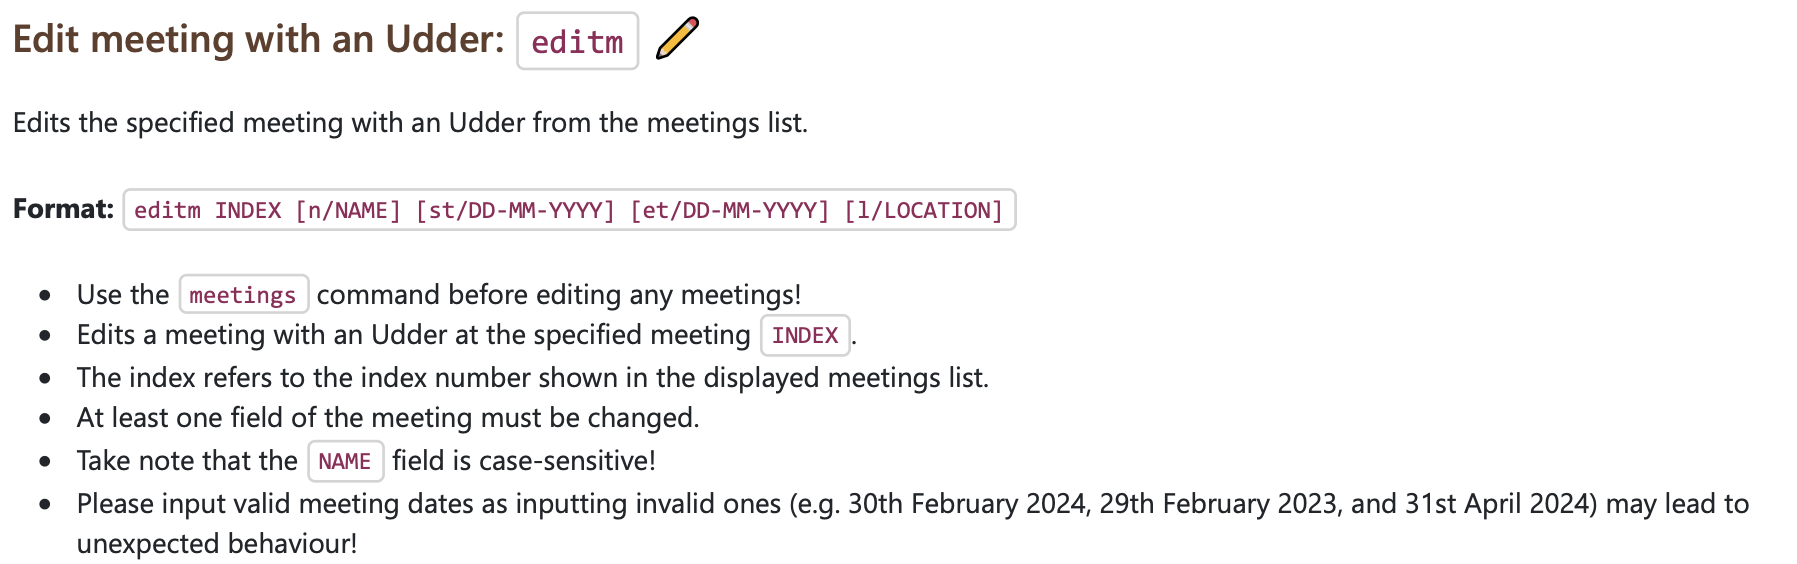 Edit meeting with an Udder: editm
Edits the specified meeting with an Udder from the meetings list.
Format: editm INDEX [n/NAME] [st/DD-MM-YYYY] [et/DD-MM-YYYY] [l/LOCATION]
Use the meetings command before editing any meetings!
Edits a meeting with an Udder at the specified meeting INDEX.
The index refers to the index number shown in the displayed meetings list.
At least one field of the meeting must be changed.
Take note that the NAME field is case-sensitive!
Please input valid meeting dates as inputting invalid ones (e.g. 30th February 2024, 29th February 2023, and 31st April 2024) may lead to
unexpected behaviour!